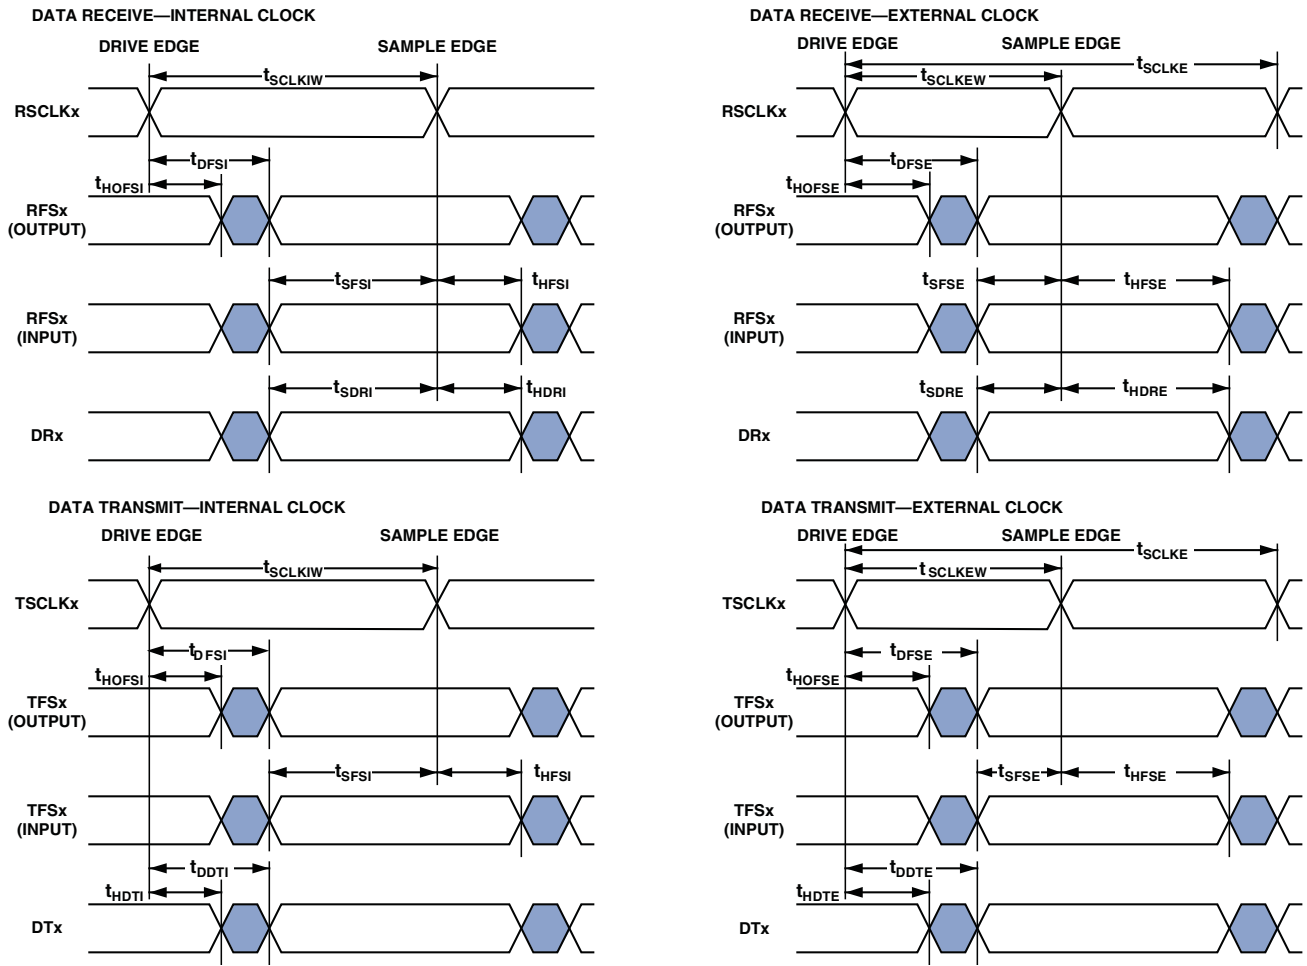 DATA RECEIVE—INTERNAL CLOCK
DRIVE EDGE
SAMPLE EDGE
tSCLKIW
RSCLKx
tDFSI
tHOFSI
RFSx
(OUTPUT)
tSFSI
tHFSI
RFSx
(INPUT)
tSDRI
tHDRI
DRx
DATA RECEIVE—EXTERNAL CLOCK
DRIVE EDGE
SAMPLE EDGE
tSCLKE
tSCLKEW
RSCLKx
tDFSE
tHOFSE
RFSx
(OUTPUT)
tSFSE
tHFSE
RFSx
(INPUT)
tSDRE
tHDRE
DRx
DATA TRANSMIT—INTERNAL CLOCK
DRIVE EDGE
SAMPLE EDGE
tSCLKIW
TSCLKx
tDFSI
tHOFSI
TFSx
(OUTPUT)
tSFSI
tHFSI
TFSx
(INPUT)
tDDTI
tHDTI
DTx
DATA TRANSMIT—EXTERNAL CLOCK
DRIVE EDGE
SAMPLE EDGE
tSCLKE
tSCLKEW
TSCLKx
tDFSE
tHOFSE
TFSx
(OUTPUT)
tSFSE
tHFSE
TFSx
(INPUT)
tDDTE
tHDTE
DTx